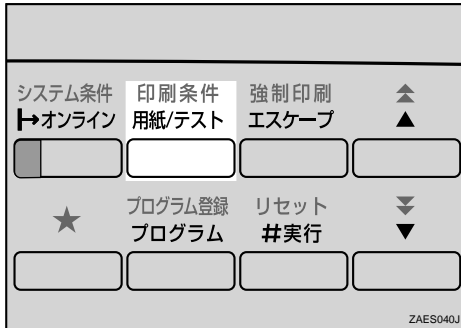 システム条件 印刷条件 強制印刷
オンライン 用紙/テスト エスケープ ▲
★ プログラム登録 リセット
プログラム #実行 ▼
ZAES040J